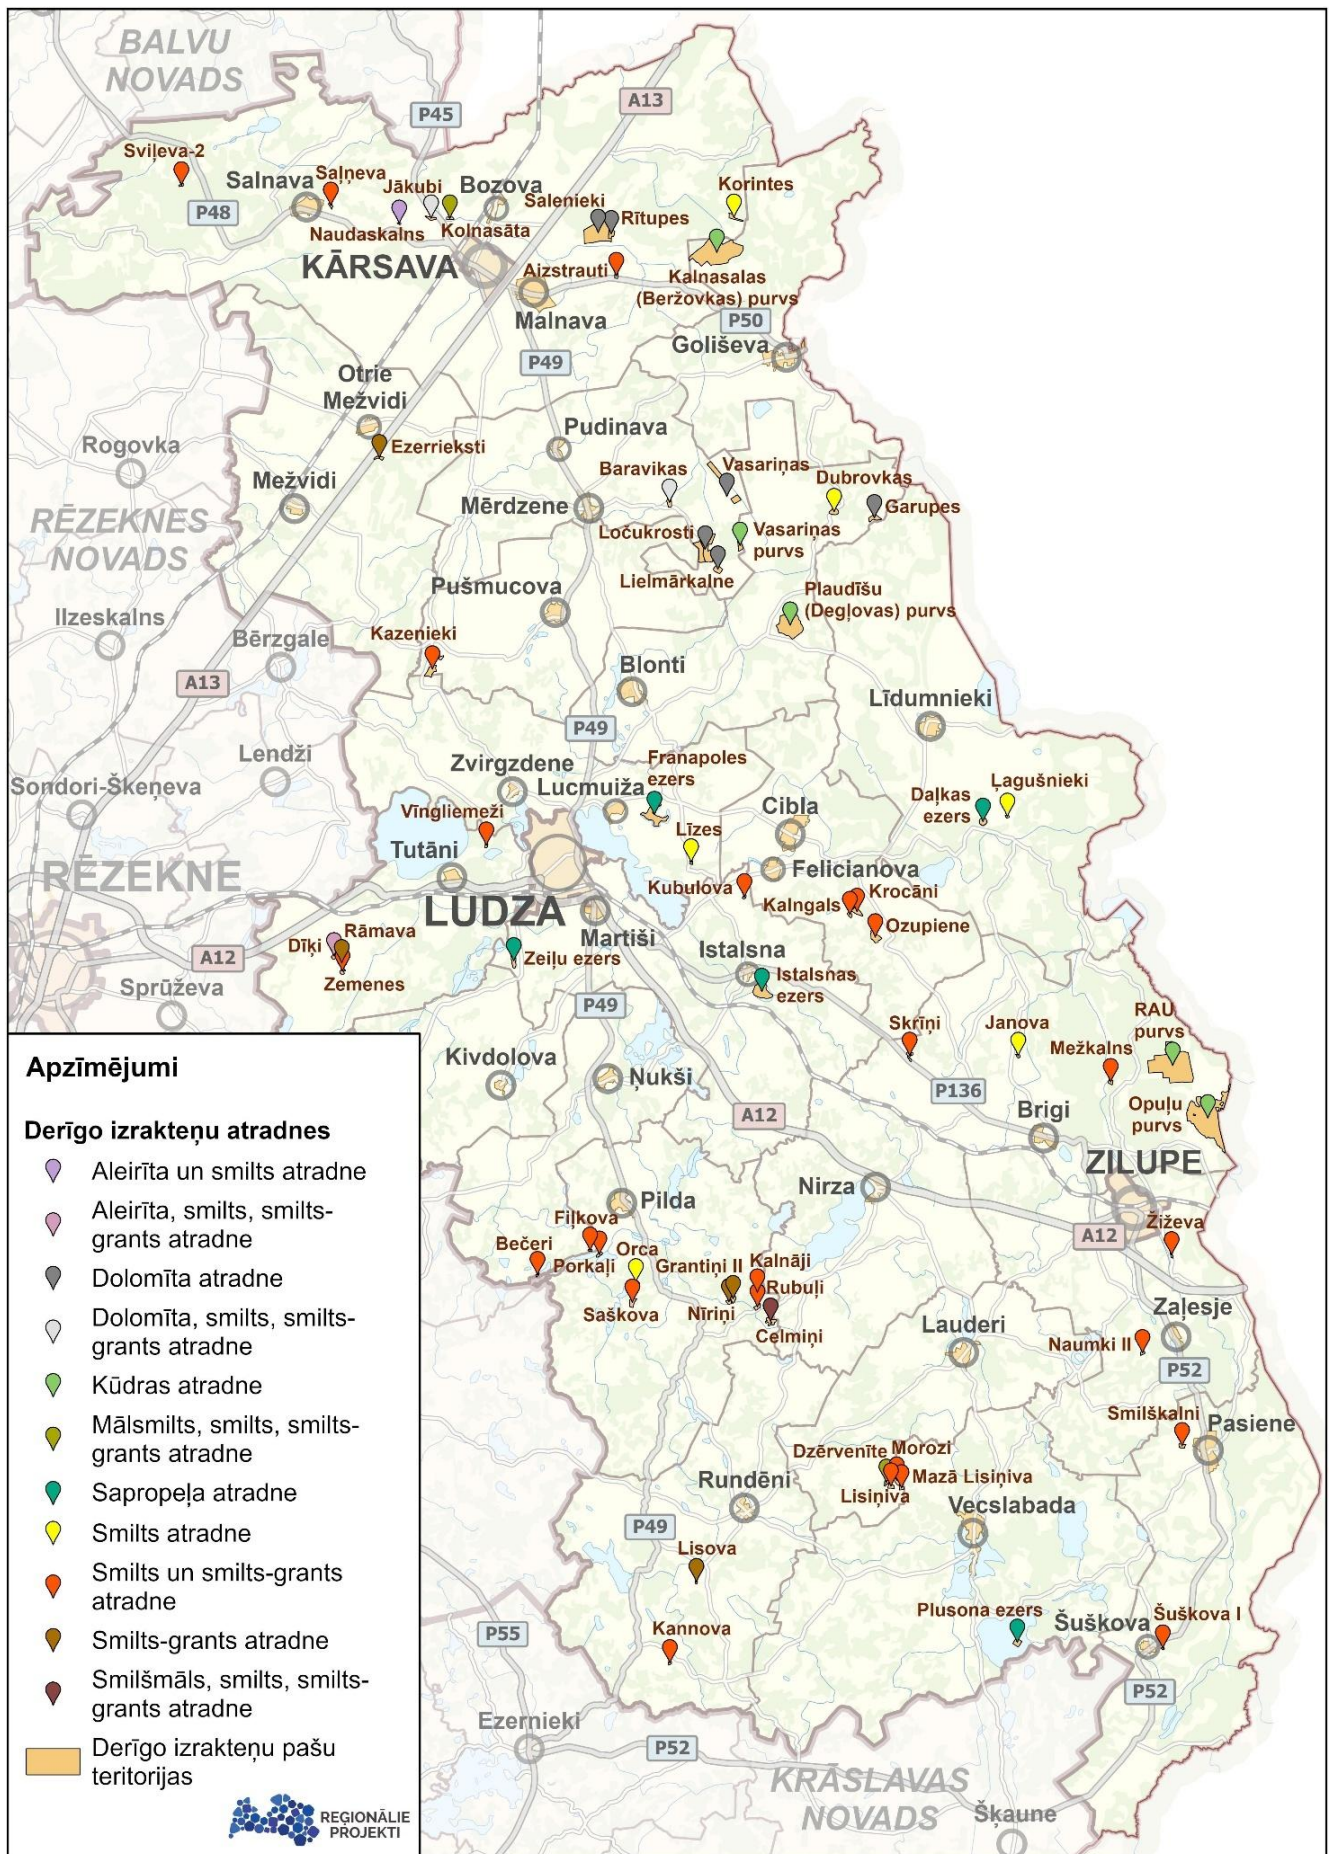 BALVU
NOVADS
A13
P45
Sviļeva-2
Salnava
Saļņeva
Jākubi
Bozova
Korintes
P48
Salenieki
Rītupes
Naudaskalns
Kolnasāta
KĀRSAVA
Aizstrauti
Kalnasalas
(Beržovkas) purvs
Malnava
P50
Goliševa
P49
Otrie
Mežvidi
Pudinava
Rogovka
Ezerrieksti
Baravikas
Vasariņas
Dubrovkas
Mežvidi
Mērdzene
Garupes
RĒZEKNES
NOVADS
Ločukrosti
Vasariņas
purvs
Lielmārkalne
Pušmucova
Plaudīšu
(Degļovas) purvs
Ilzeskalns
Bērzgale
Kazenieki
Blonti
A13
Līdumnieki
P49
Lendži
Zvirgzdene
Franapoles
ezers
Sondori-Škeņeva
Lucmuiža
Cibla
Daļkas
ezers
Ļagušnieki
Vīngliemeži
Līzes
Tutāni
Felicianova
RĒZEKNE
Kubulova
Krocāni
Kalngals
LUDZA
Ozupiene
Rāmava
Martiši
Dīķi
Istalsna
A12
Zeiļu ezers
Istalsnas
ezers
Zemenes
Sprūževa
P49
RAU
purvs
Skrīņi
Janova
Mežkalns
Kivdolova
Ņukši
P136
A12
Brigi
Opuļu
purvs
ZILUPE
Nirza
Pilda
Fiļkova
Žiževa
A12
Bečeri
Porkaļi
Orca
Grantiņi II
Kalnāji
Rubuļi
Saškova
Nīriņi
Celmiņi
Lauderi
Zaļesje
Naumki II
P52
Smilškalni
Pasiene
Dzērvenīte
Morozi
Rundēni
Mazā Lisiņiva
Lisiņiva
Vecslabada
P49
Lisova
Plusona ezers
Šuškova
Šuškova I
Kannova
P55
P52
Ezernieki
P52
KRĀSLAVAS
NOVADS
Šķaune
Apzīmējumi
Derīgo izrakteņu atradnes
Aleirīta un smilts atradne
Aleirīta, smilts, smilts-
grants atradne
Dolomīta atradne
Dolomīta, smilts, smilts-
grants atradne
Kūdras atradne
Mālsmilts, smilts, smilts-
grants atradne
Sapropeļa atradne
Smilts atradne
Smilts un smilts-grants
atradne
Smilts-grants atradne
Smilšmāls, smilts, smilts-
grants atradne
Derīgo izrakteņu pašu
teritorijas
REĢIONĀLIE
PROJEKTI